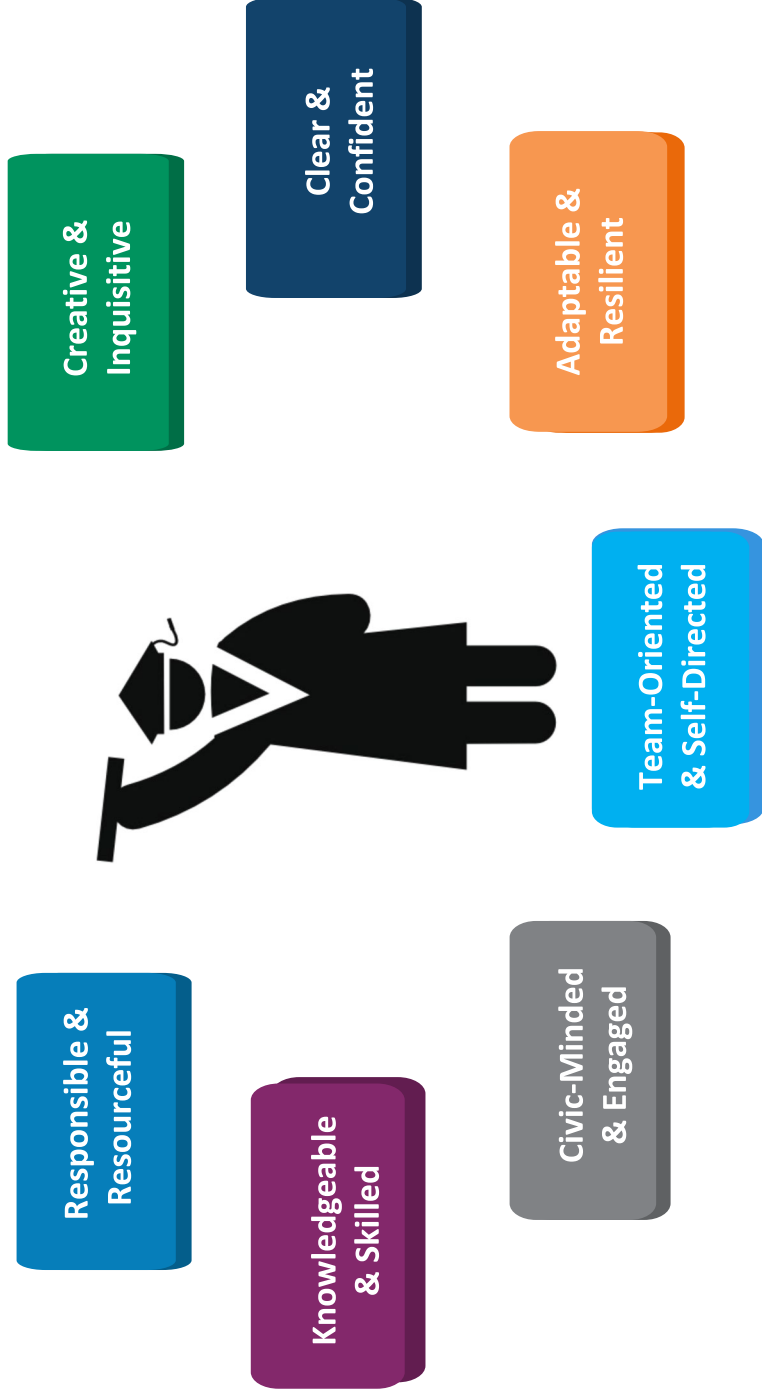 Responsible &
Resourceful
Creative &
Inquisitive
Knowledgeable
& Skilled
Clear &
Confident
Civic-Minded
& Engaged
Adaptable &
Resilient
Team-Oriented
& Self-Directed